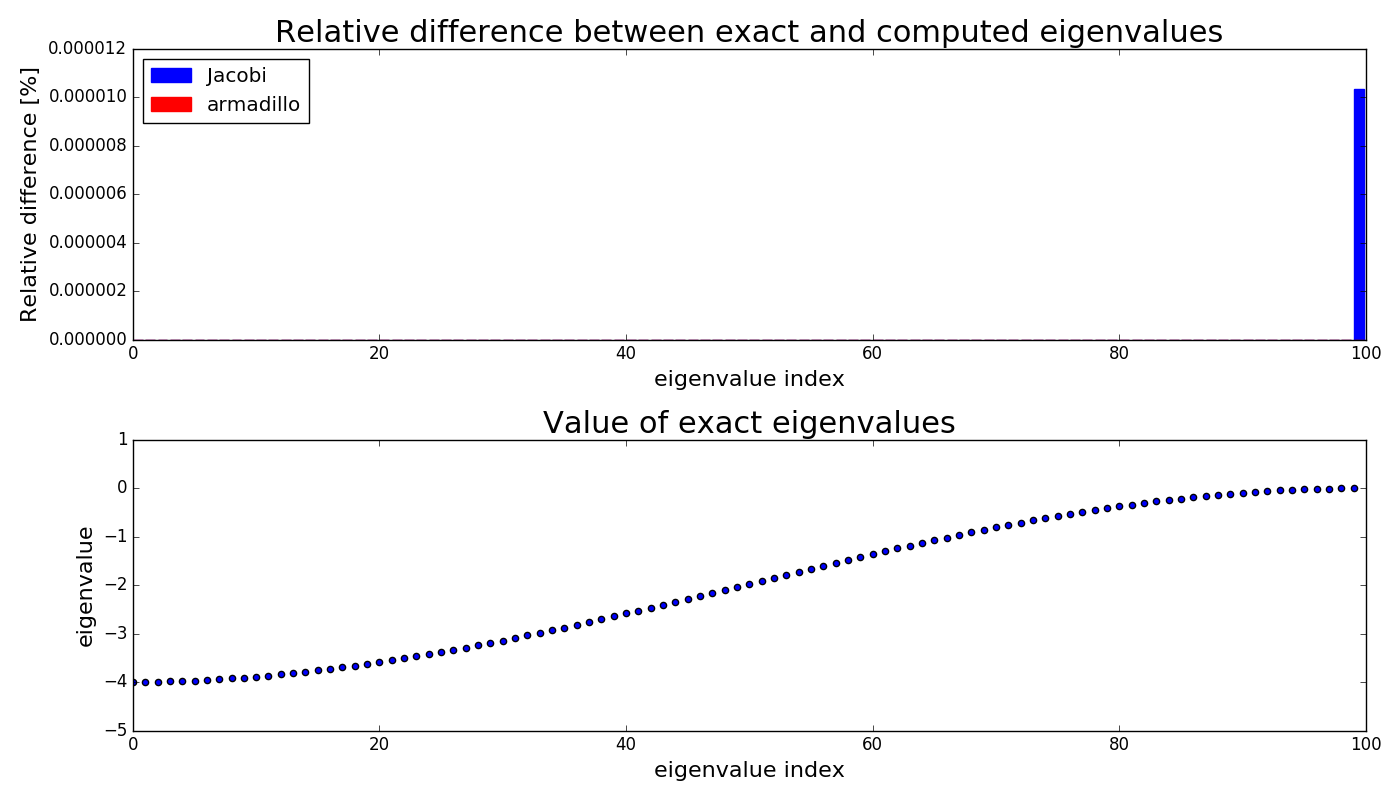 Relative difference between exact and computed eigenvalues
Relative difference [%]
0.000012
0.000010
0.000008
0.000006
0.000004
0.000002
0.000000
Jacobi
armadillo
0 20 40 60 80 100
eigenvalue index
Value of exact eigenvalues
eigenvalue
1
0
−1
−2
−3
−4
−5
0 20 40 60 80 100
eigenvalue index